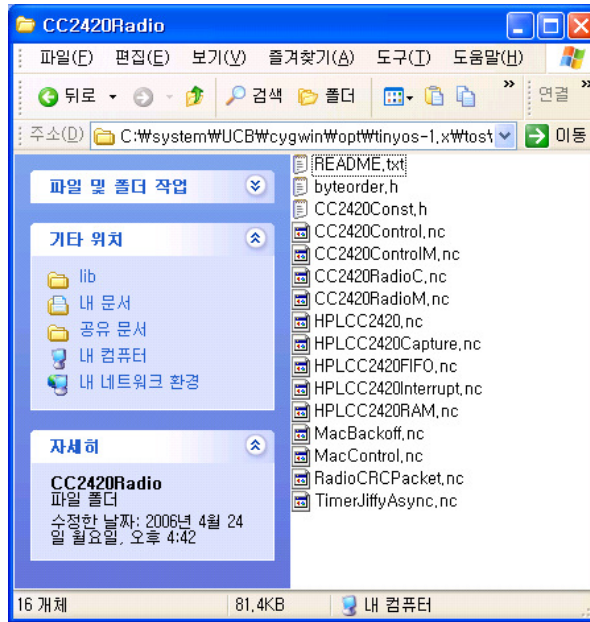 CC2420Radio
파일(F) 편집(E) 보기(V) 즐겨찾기(A) 도구(T) 도움말(H)
뒤로 검색 폴더 » 연결 »
주소(D) C:₩system₩UCB₩cygwin₩opt₩tinyos-1.x₩tos₩ 이동
파일 및 폴더 작업
기타 위치
lib
내 문서
공유 문서
내 컴퓨터
내 네트워크 환경
자세히
CC2420Radio
파일 폴더
수정한 날짜: 2006년 4월 24
일 월요일, 오후 4:42
README.txt
byteorder.h
CC2420Const.h
CC2420Control.nc
CC2420ControlM.nc
CC2420RadioC.nc
CC2420RadioM.nc
HPLCC2420.nc
HPLCC2420Capture.nc
HPLCC2420FIFO.nc
HPLCC2420Interrupt.nc
HPLCC2420RAM.nc
MacBackoff.nc
MacControl.nc
RadioCRCPacket.nc
TimerJiffyAsync.nc
16 개체 81.4KB 내 컴퓨터